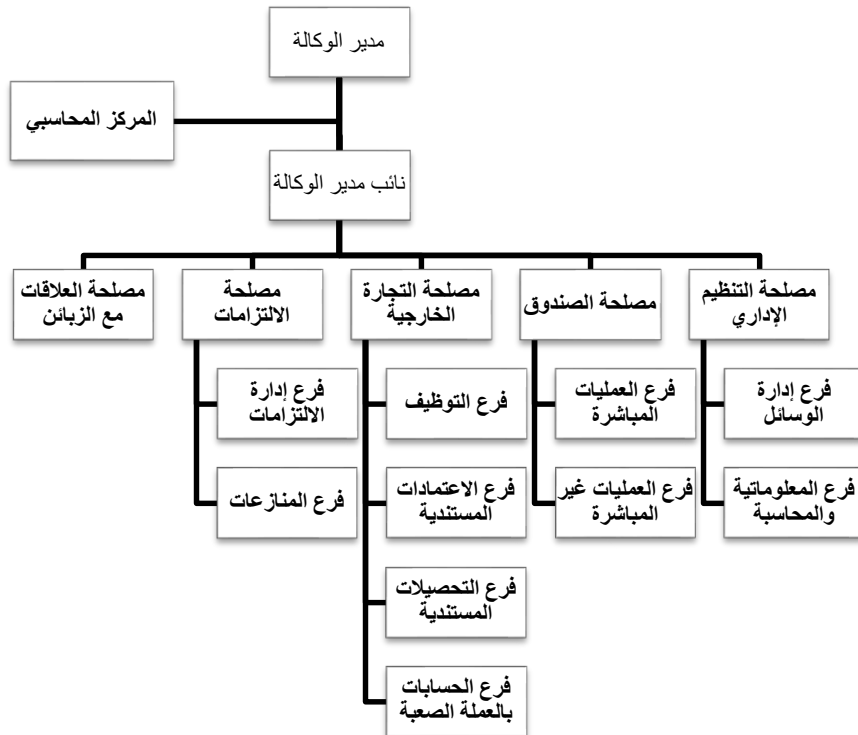 مدير الوكالة
المركز المحاسبي
نائب مدير الوكالة
مصلحة التنظيم
الإداري
مصلحة الصندوق
مصلحة التجارة
الخارجية
مصلحة
الالتزامات
مصلحة العلاقات
مع الزبائن
فرع إدارة
الوسائل
فرع العمليات
المباشرة
فرع التوظيف
فرع إدارة
الالتزامات
فرع المعلوماتية
والمحاسبة
فرع العمليات غير
المباشرة
فرع الاعتمادات
المستندية
فرع المنازعات
فرع التحصيلات
المستندية
فرع الحسابات
بالعملة الصعبة